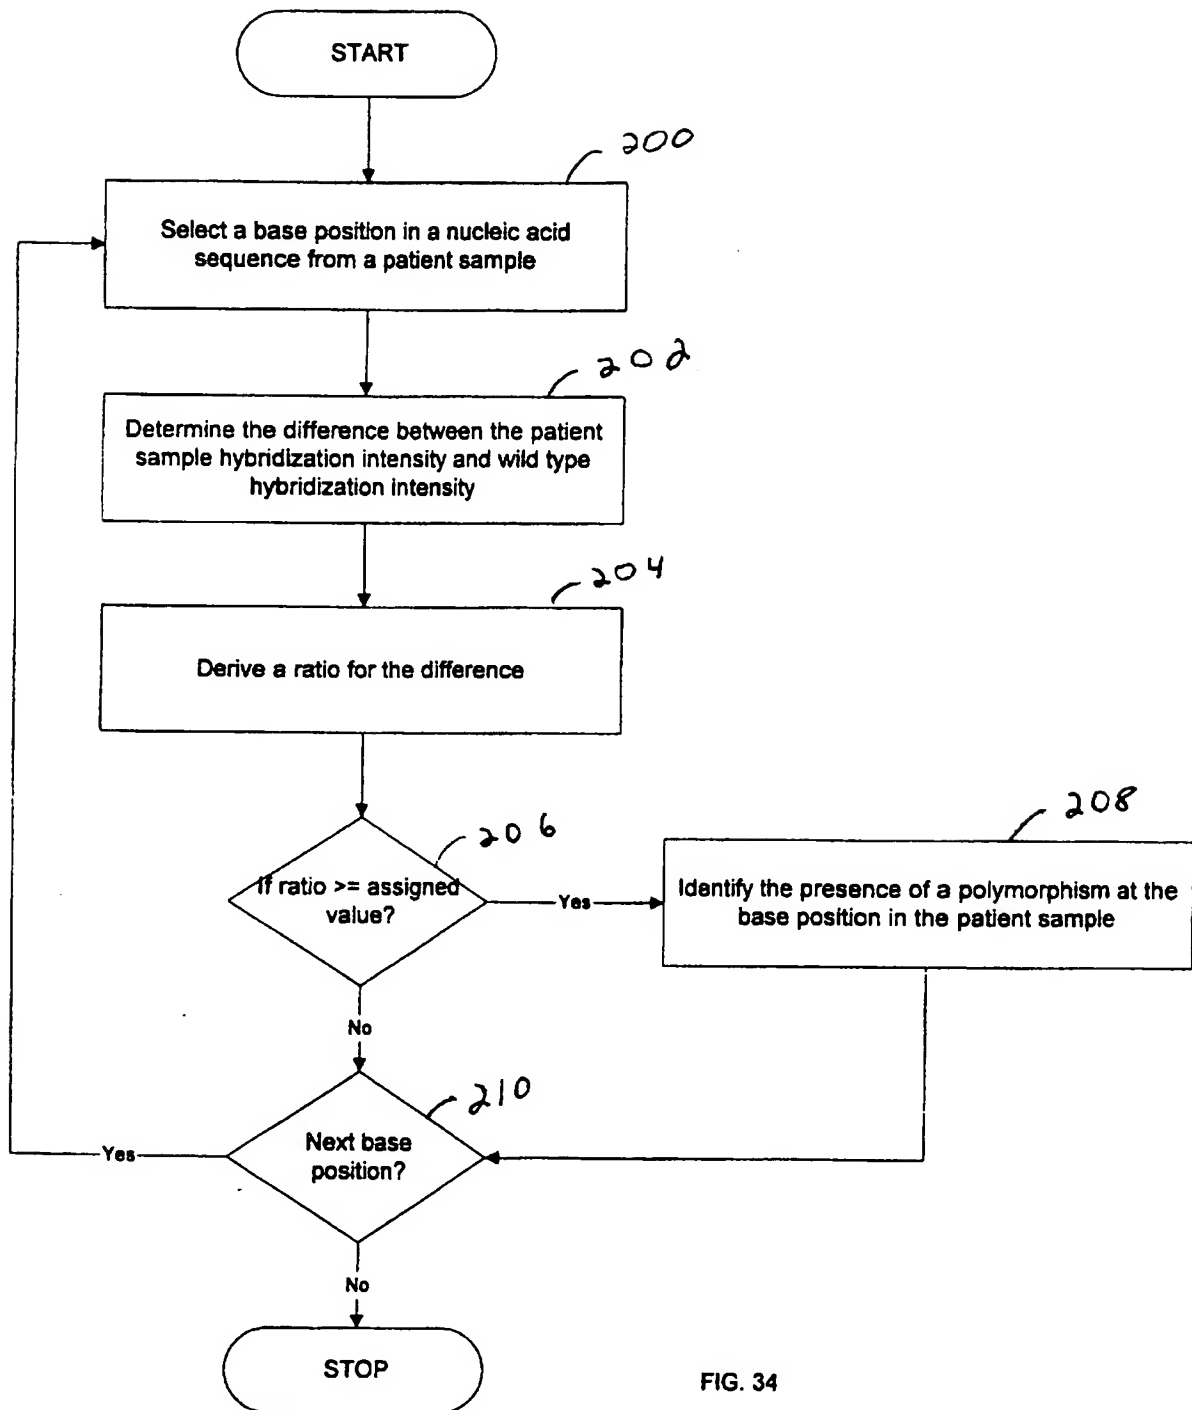 START
200
Select a base position in a nucleic acid
sequence from a patient sample
202
Determine the difference between the patient
sample hybridization intensity and wild type
hybridization intensity
204
Derive a ratio for the difference
206
If ratio >= assigned
value?
Yes
208
Identify the presence of a polymorphism at the
base position in the patient sample
No
210
Next base
position?
Yes
No
STOP
FIG. 34